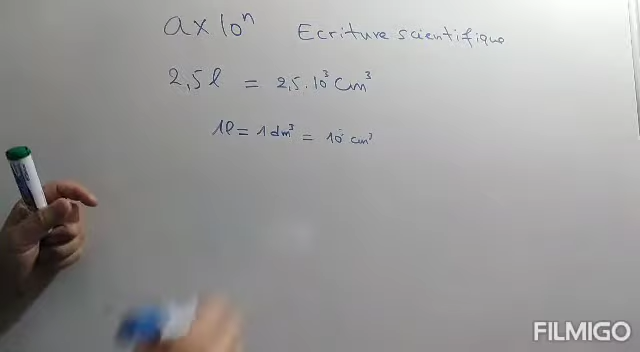 a × 10ⁿ Ecriture scientifique
2,5 l = 2,5 . 10³ cm³
1l = 1 dm³ = 10³ cm³
FILMIGO